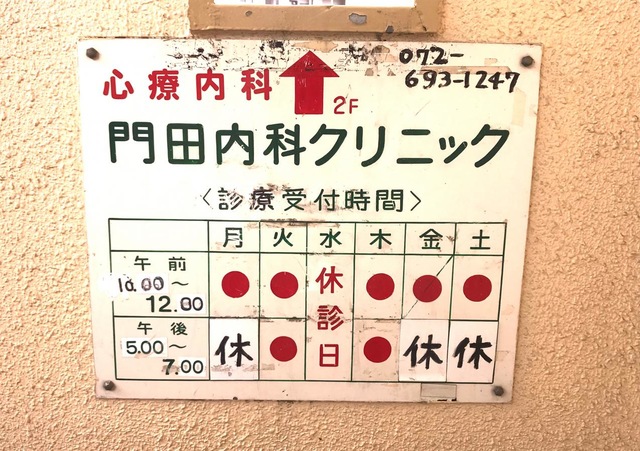 072-
693-1247
心療内科
2F
門田内科クリニック
〈診療受付時間〉
月 火 水 木 金 土
午前
10.00〜
12.00
● ● 休診日 ● ● ●
午後
5.00〜
7.00
休 ● ● 休 休